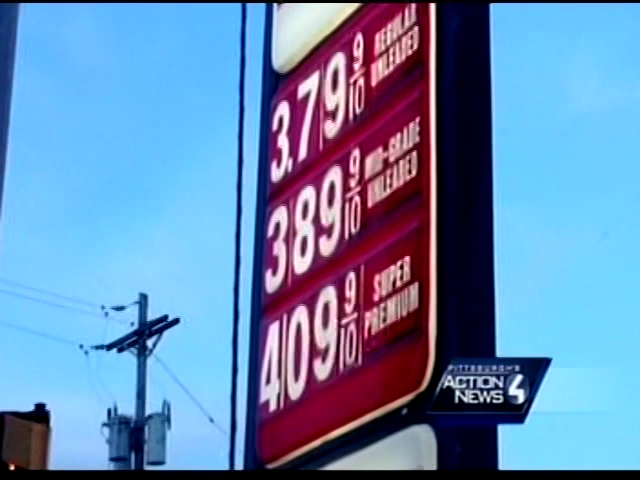 3.79 9/10 REGULAR UNLEADED
3 89 9/10 MID-GRADE UNLEADED
4 09 9/10 SUPER PREMIUM
PITTSBURGH'S
ACTION NEWS 4